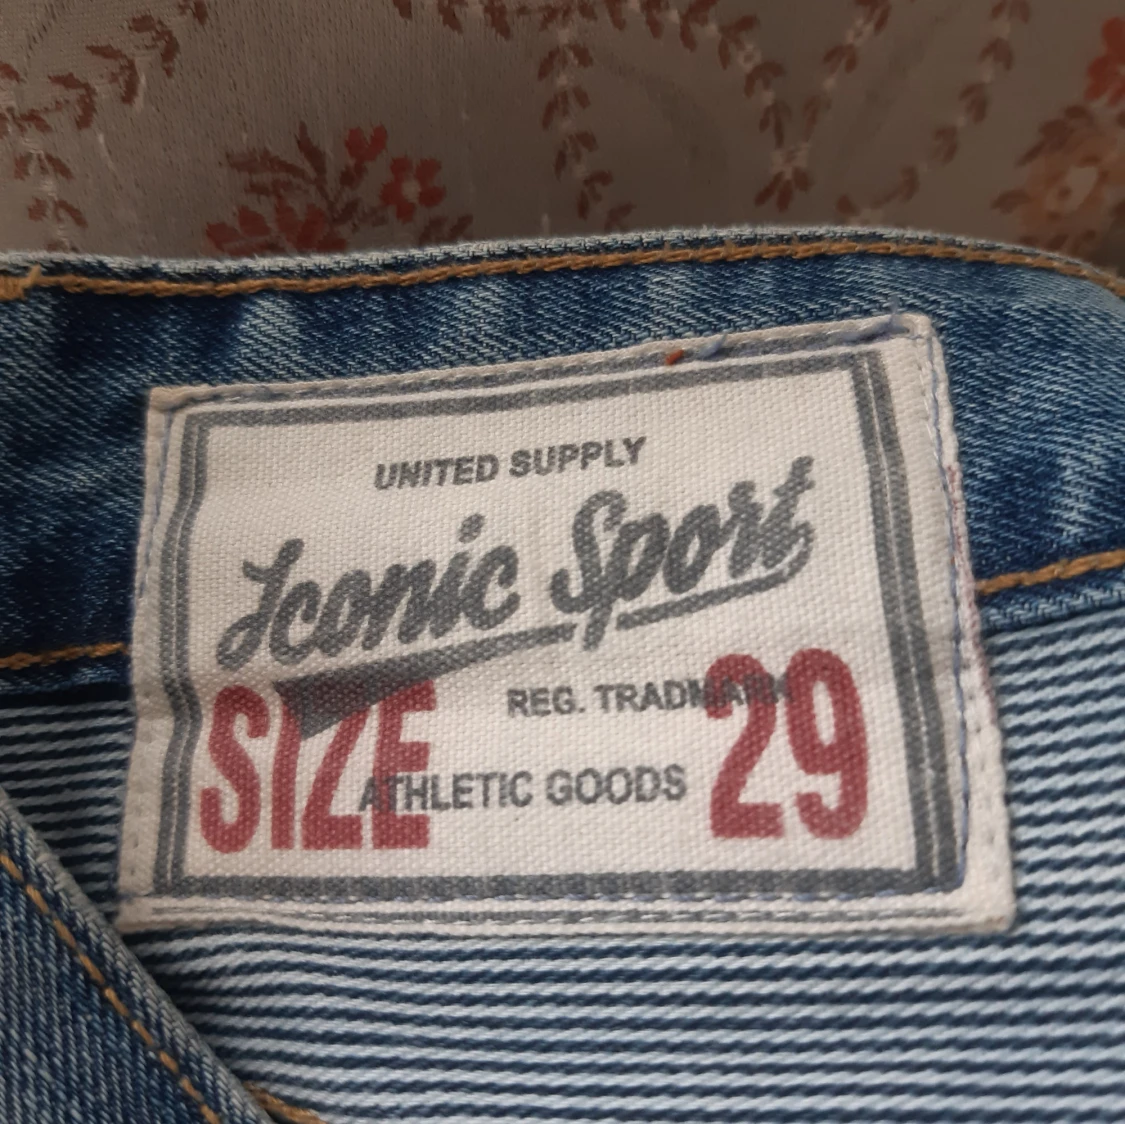 UNITED SUPPLY
Iconic Sport
REG. TRADMARK
SIZE 29
ATHLETIC GOODS